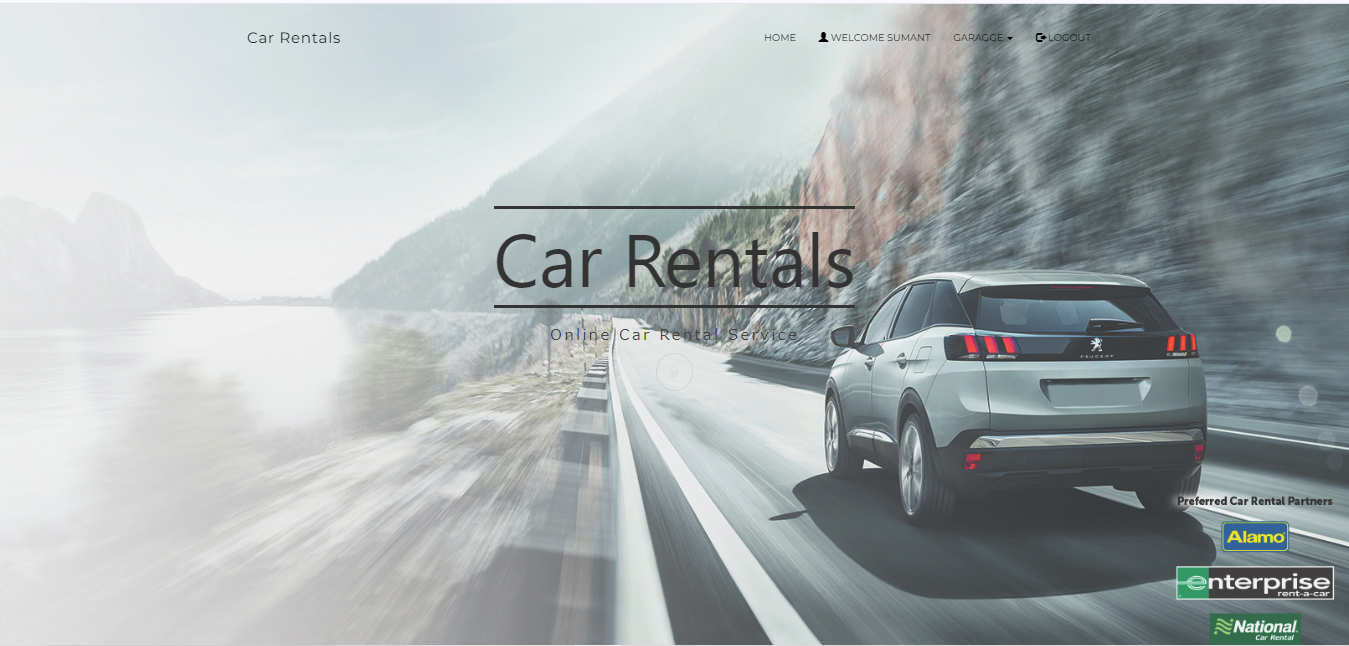 Car Rentals
HOME
WELCOME SUMANT
GARAGGE
LOGOUT
Car Rentals
Online Car Rental Service
PEUGEOT
Preferred Car Rental Partners
Alamo
enterprise
rent-a-car
National
Car Rental